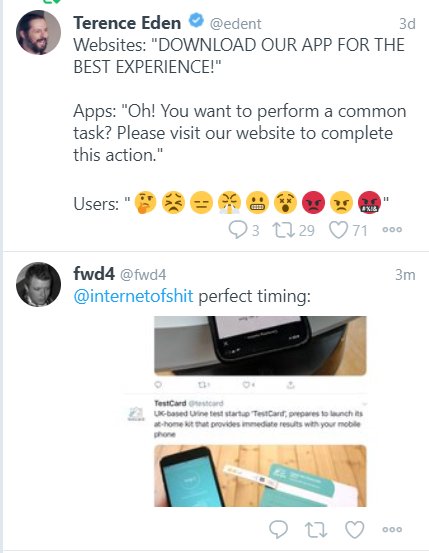 Terence Eden @edent 3d
Websites: "DOWNLOAD OUR APP FOR THE
BEST EXPERIENCE!"
Apps: "Oh! You want to perform a common
task? Please visit our website to complete
this action."
Users: "🤔😣😑😤😬😵😡😠🤬"
3 29 71
fwd4 @fwd4 3m
@internetofshit perfect timing:
TestCard @testcard
UK-based Urine test startup 'TestCard', prepares to launch its
at-home kit that provides immediate results with your mobile
phone